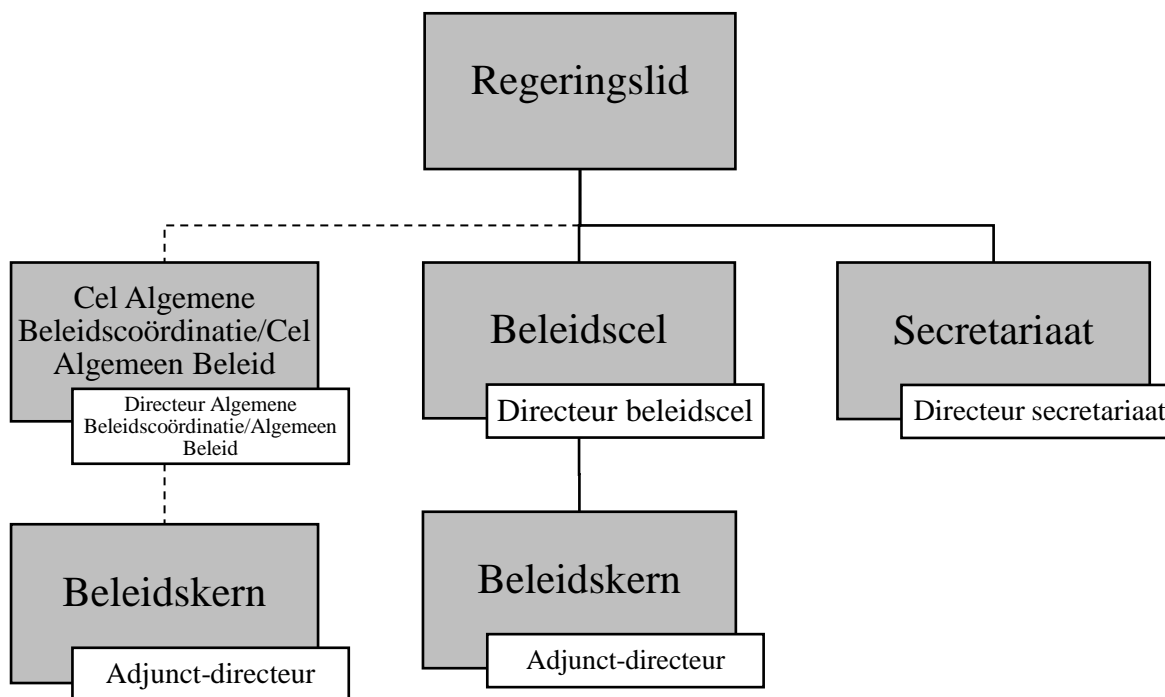 Regeringslid
Cel Algemene
Beleidscoördinatie/Cel
Algemeen Beleid
Directeur Algemene
Beleidscoördinatie/Algemeen
Beleid
Beleidscel
Directeur beleidscel
Secretariaat
Directeur secretariaat
Beleidskern
Adjunct-directeur
Beleidskern
Adjunct-directeur